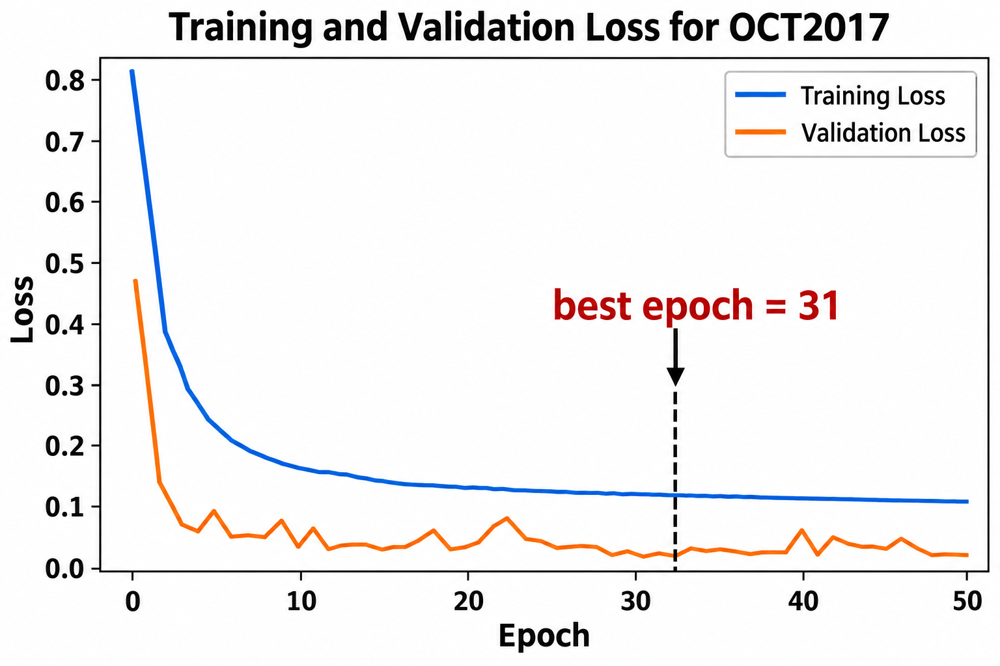 Training and Validation Loss for OCT2017
Training Loss
Validation Loss
best epoch = 31
Loss
0.8
0.7
0.6
0.5
0.4
0.3
0.2
0.1
0.0
0 10 20 30 40 50
Epoch